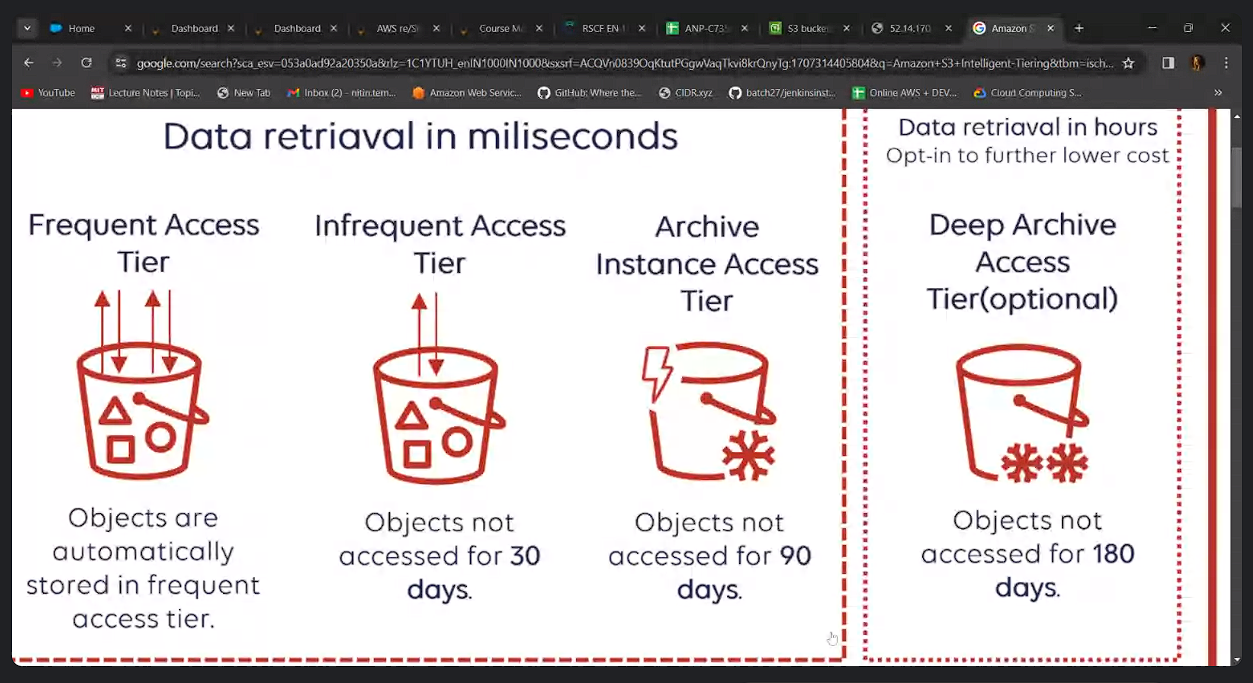 Home
Dashboard
Dashboard
AWS re/S
Course M
RSCF EN-
ANP-C735
S3 bucke
52.14.170
Amazon S
google.com/search?sca_esv=053a0ad92a20350a&rlz=1C1YTUH_enIN1000IN1000&sxsrf=ACQVn0839OqKtutPGgwVaqTkvi8krQnyTg:1707314405804&q=Amazon+S3+Intelligent-Tiering&tbm=isch...
YouTube
Lecture Notes | Topi...
New Tab
Inbox (2) - nitin.tem...
Amazon Web Servic...
GitHub: Where the...
CIDR.xyz
batch27/jenkinsinst...
Online AWS + DEV...
Cloud Computing S...
Data retriaval in miliseconds
Data retriaval in hours
Opt-in to further lower cost
Frequent Access
Tier
Objects are
automatically
stored in frequent
access tier.
Infrequent Access
Tier
Objects not
accessed for 30
days.
Archive
Instance Access
Tier
Objects not
accessed for 90
days.
Deep Archive
Access
Tier(optional)
Objects not
accessed for 180
days.